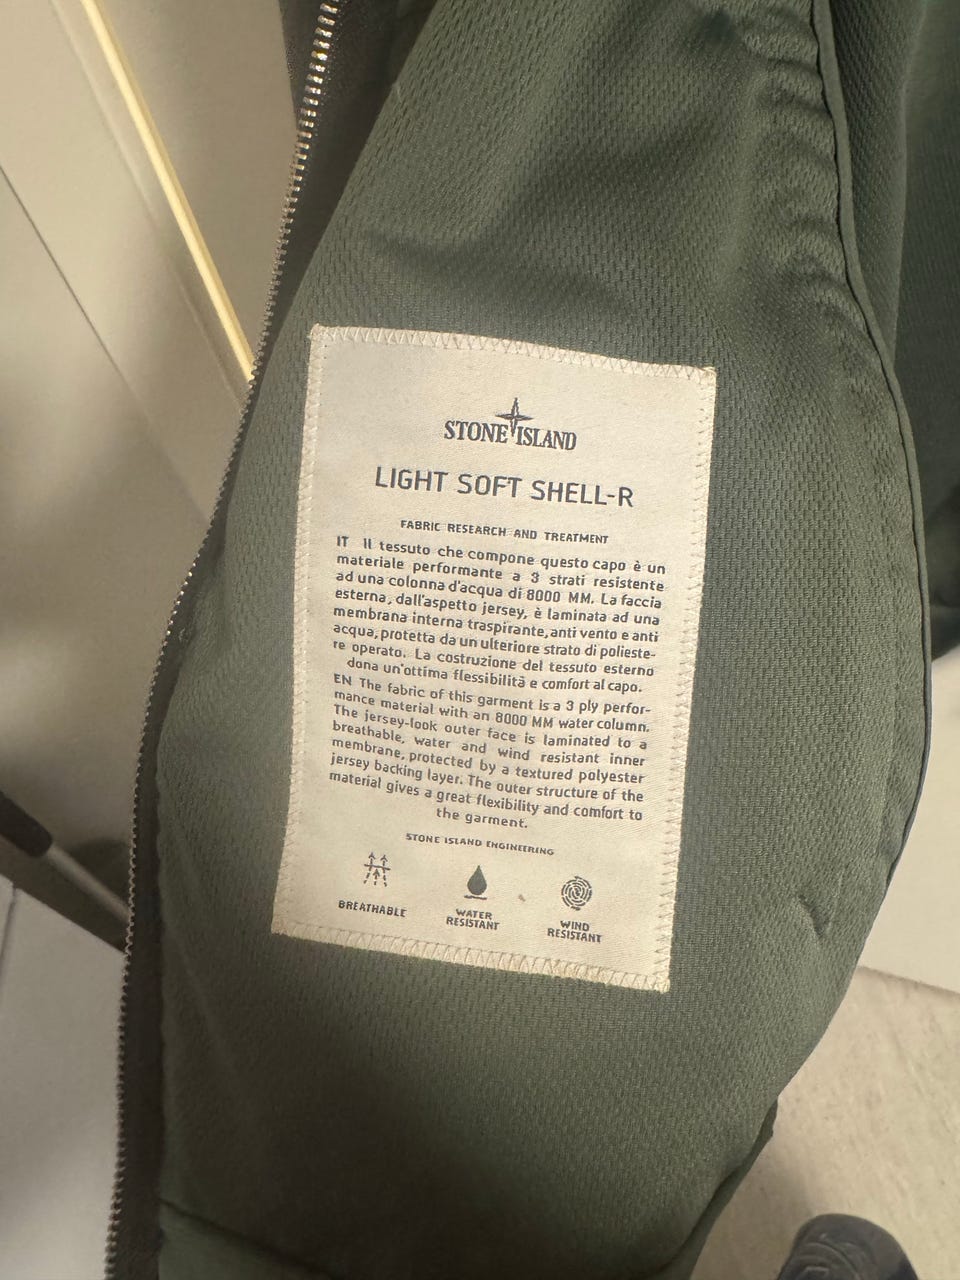 STONE ISLAND
LIGHT SOFT SHELL-R
FABRIC RESEARCH AND TREATMENT
IT Il tessuto che compone questo capo è un
materiale performante a 3 strati resistente
ad una colonna d'acqua di 8000 MM. La faccia
esterna, dall'aspetto jersey, è laminata ad una
membrana interna traspirante, anti vento e anti
acqua, protetta da un ulteriore strato di polieste-
re operato. La costruzione del tessuto esterno
dona un'ottima flessibilità e comfort al capo.
EN The fabric of this garment is a 3 ply perfor-
mance material with an 8000 MM water column.
The jersey-look outer face is laminated to a
breathable, water and wind resistant inner
membrane, protected by a textured polyester
jersey backing layer. The outer structure of the
material gives a great flexibility and comfort to
the garment.
STONE ISLAND ENGINEERING
BREATHABLE
WATER
RESISTANT
WIND
RESISTANT